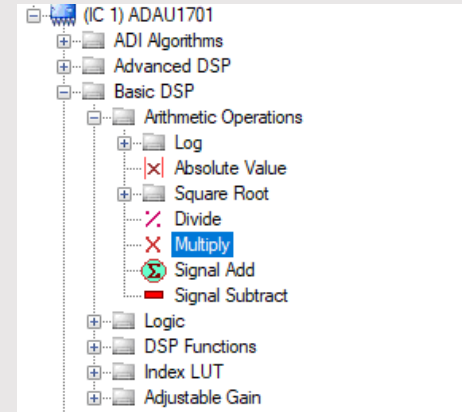 (IC 1) ADAU1701
ADI Algorithms
Advanced DSP
Basic DSP
Arithmetic Operations
Log
Absolute Value
Square Root
Divide
Multiply
Signal Add
Signal Subtract
Logic
DSP Functions
Index LUT
Adjustable Gain